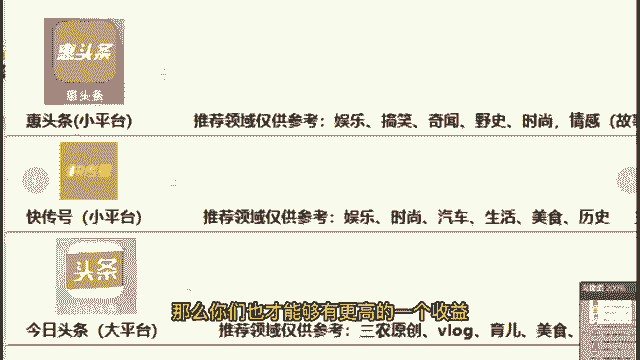 惠头条
惠头条
惠头条(小平台)
推荐领域仅供参考：娱乐、搞笑、奇闻、野史、时尚，情感（故事
快传号（小平台）
推荐领域仅供参考：娱乐、时尚、汽车、生活、美食、历史
头条
那么你们也才能够有更高的一个收益
今日头条（大平台）
推荐领域仅供参考：三农原创、vlog、育儿、美食、